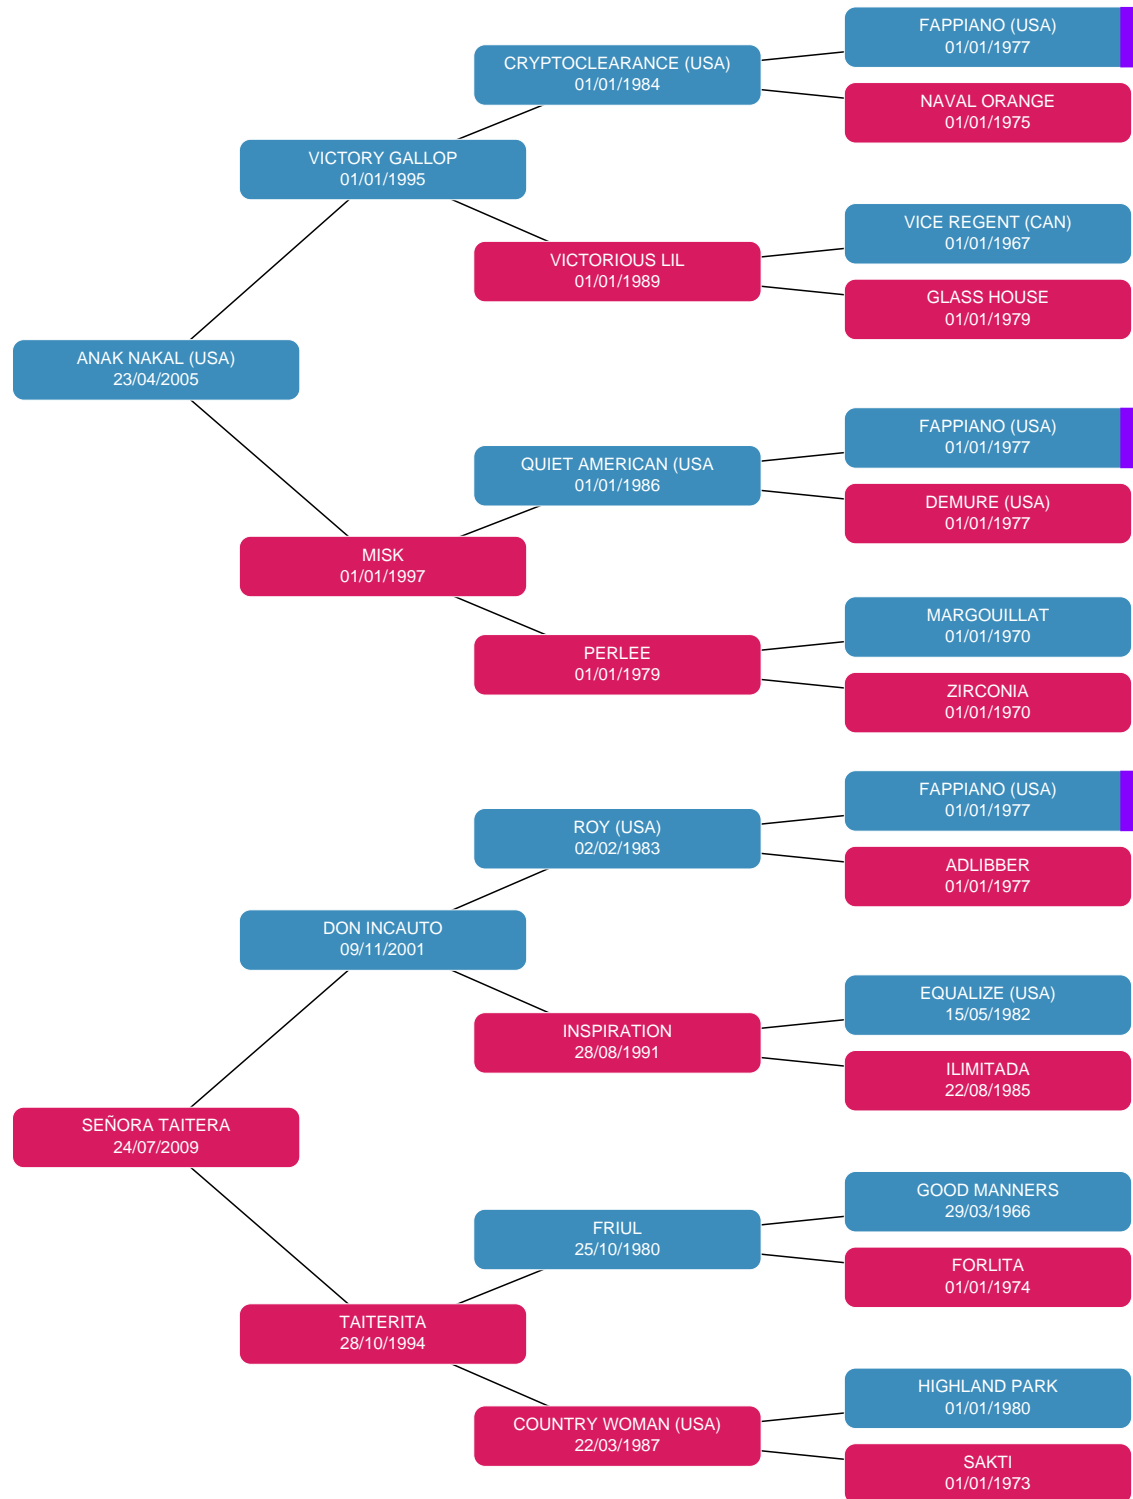 FAPPIANO (USA)
01/01/1977
CRYPTOCLEARANCE (USA)
01/01/1984
NAVAL ORANGE
01/01/1975
VICTORY GALLOP
01/01/1995
VICE REGENT (CAN)
01/01/1967
VICTORIOUS LIL
01/01/1989
GLASS HOUSE
01/01/1979
ANAK NAKAL (USA)
23/04/2005
FAPPIANO (USA)
01/01/1977
QUIET AMERICAN (USA
01/01/1986
DEMURE (USA)
01/01/1977
MISK
01/01/1997
MARGOUILLAT
01/01/1970
PERLEE
01/01/1979
ZIRCONIA
01/01/1970
FAPPIANO (USA)
01/01/1977
ROY (USA)
02/02/1983
ADLIBBER
01/01/1977
DON INCAUTO
09/11/2001
EQUALIZE (USA)
15/05/1982
INSPIRATION
28/08/1991
ILIMITADA
22/08/1985
SEÑORA TAITERA
24/07/2009
GOOD MANNERS
29/03/1966
FRIUL
25/10/1980
FORLITA
01/01/1974
TAITERITA
28/10/1994
HIGHLAND PARK
01/01/1980
COUNTRY WOMAN (USA)
22/03/1987
SAKTI
01/01/1973